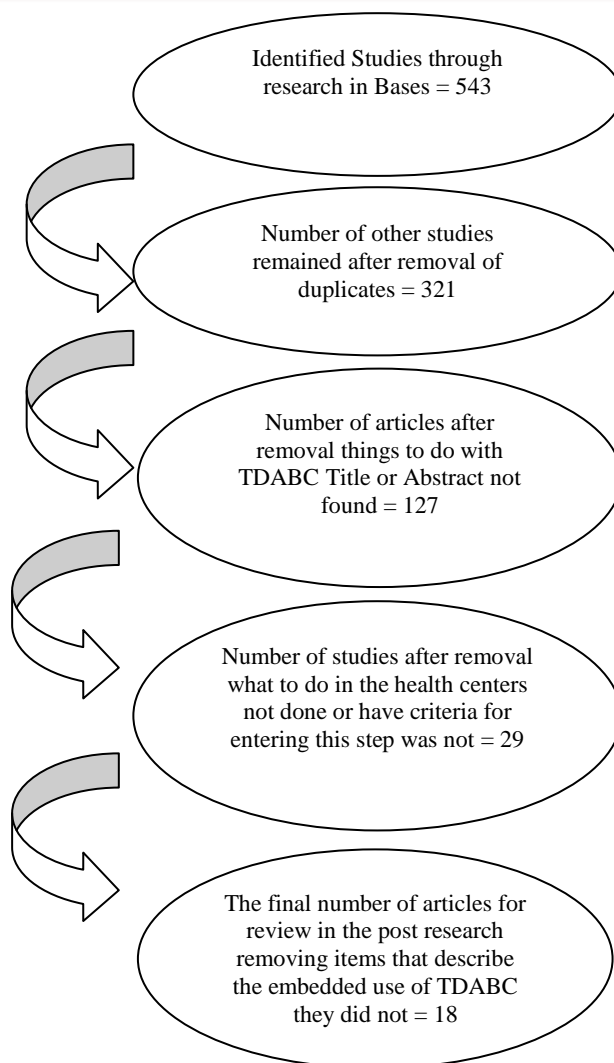 Identified Studies through
research in Bases = 543
Number of other studies
remained after removal of
duplicates = 321
Number of articles after
removal things to do with
TDABC Title or Abstract not
found = 127
Number of studies after removal
what to do in the health centers
not done or have criteria for
entering this step was not = 29
The final number of articles for
review in the post research
removing items that describe
the embedded use of TDABC
they did not = 18